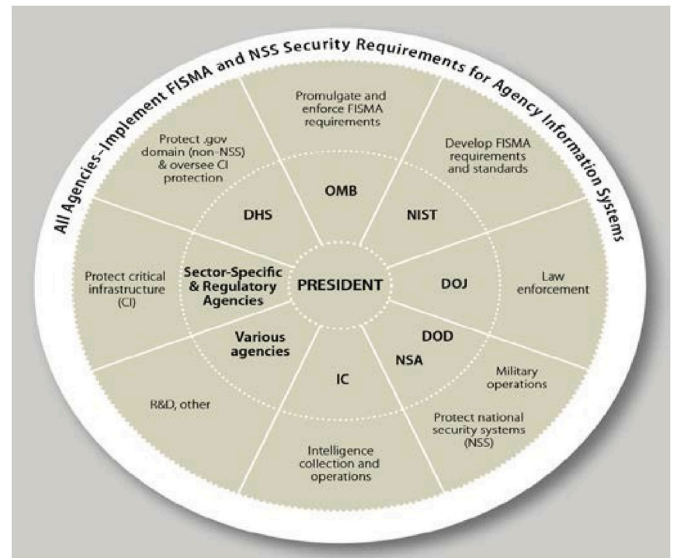 All Agencies–Implement FISMA and NSS Security Requirements for Agency Information Systems
Promulgate and
enforce FISMA
requirements
OMB
Develop FISMA
requirements
and standards
NIST
Law
enforcement
DOJ
Military
operations
DOD
NSA
Protect national
security systems
(NSS)
Intelligence
collection and
operations
IC
R&D, other
Various
agencies
Protect critical
infrastructure
(CI)
Sector-Specific
& Regulatory
Agencies
Protect .gov
domain (non-NSS)
& oversee CI
protection
DHS
PRESIDENT